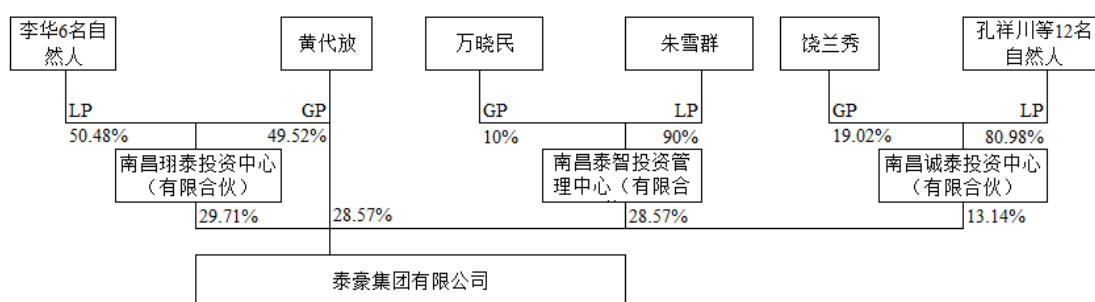 李华6名自
然人
黄代放
万晓民
朱雪群
饶兰秀
孔祥川等12名
自然人
LP
GP
GP
LP
GP
LP
50.48%
49.52%
10%
90%
19.02%
80.98%
南昌珝泰投资中心
（有限合伙）
南昌泰智投资管
理中心（有限合
南昌诚泰投资中心
（有限合伙）
29.71%
28.57%
28.57%
13.14%
泰豪集团有限公司